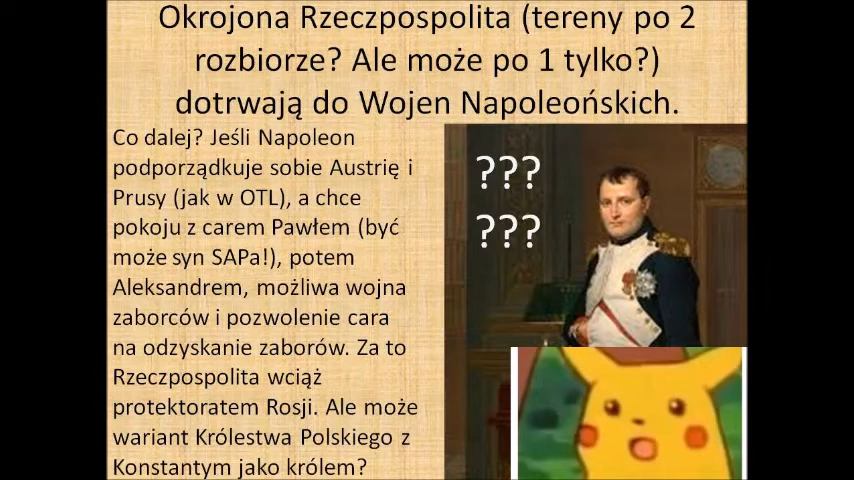 Okrojona Rzeczpospolita (tereny po 2
rozbiorze? Ale może po 1 tylko?)
dotrwają do Wojen Napoleońskich.
Co dalej? Jeśli Napoleon
podporządkuje sobie Austrię i
Prusy (jak w OTL), a chce
pokoju z carem Pawłem (być
może syn SAPa!), potem
Aleksandrem, możliwa wojna
zaborców i pozwolenie cara
na odzyskanie zaborów. Za to
Rzeczpospolita wciąż
protektoratem Rosji. Ale może
wariant Królestwa Polskiego z
Konstantym jako królem?
???
???